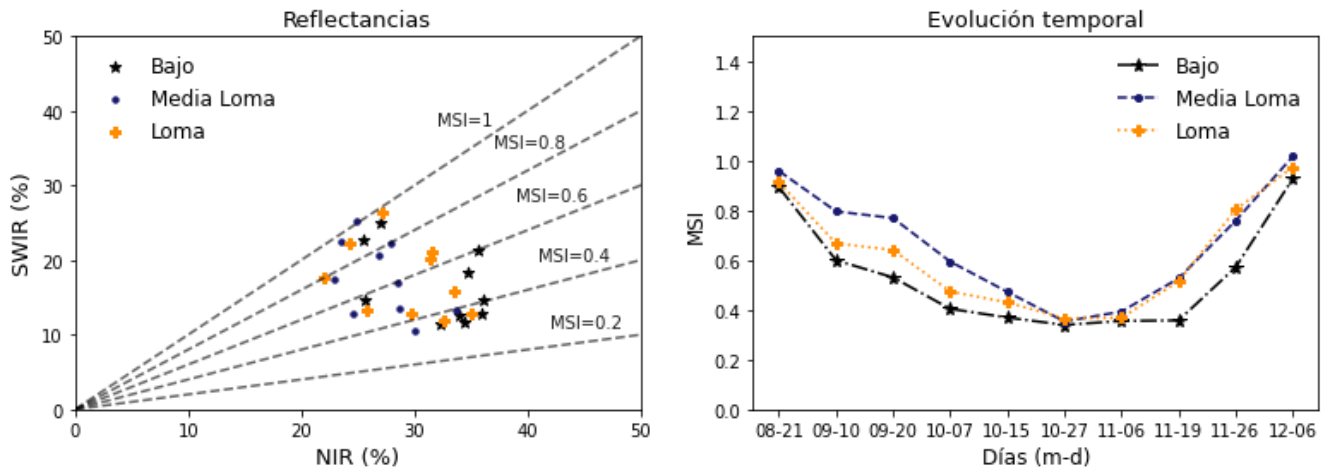 Reflectancias
50
40
30
20
10
0
SWIR (%)
Bajo
Media Loma
Loma
MSI=1
MSI=0.8
MSI=0.6
MSI=0.4
MSI=0.2
0 10 20 30 40 50
NIR (%)
Evolución temporal
1.4
1.2
1.0
0.8
0.6
0.4
0.2
0.0
MSI
Bajo
Media Loma
Loma
08-21 09-10 09-20 10-07 10-15 10-27 11-06 11-19 11-26 12-06
Días (m-d)